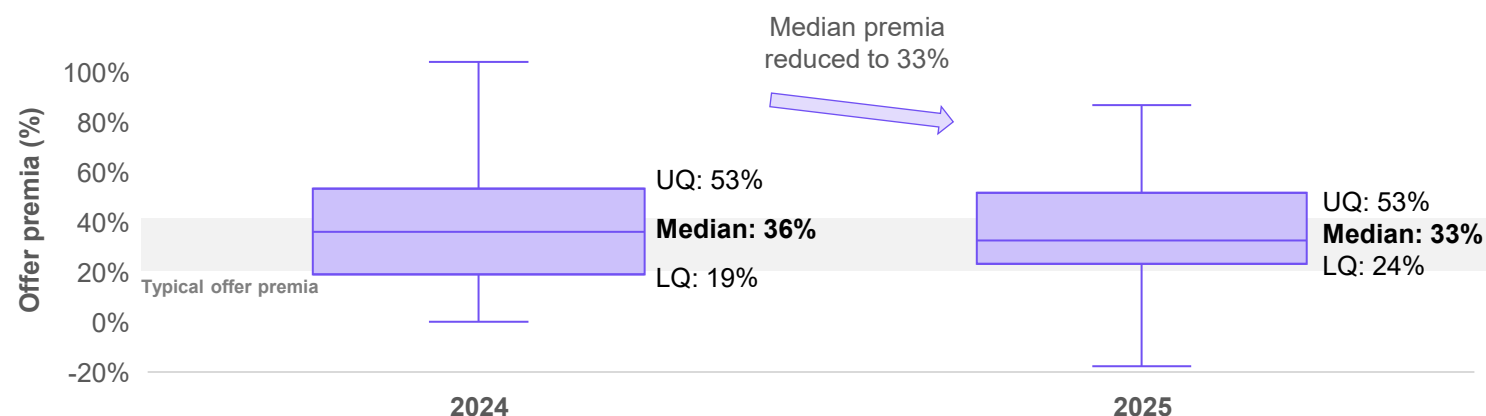 Median premia
reduced to 33%
Offer premia (%)
100%
80%
60%
40%
20%
0%
-20%
Typical offer premia
UQ: 53%
Median: 36%
LQ: 19%
UQ: 53%
Median: 33%
LQ: 24%
2024
2025